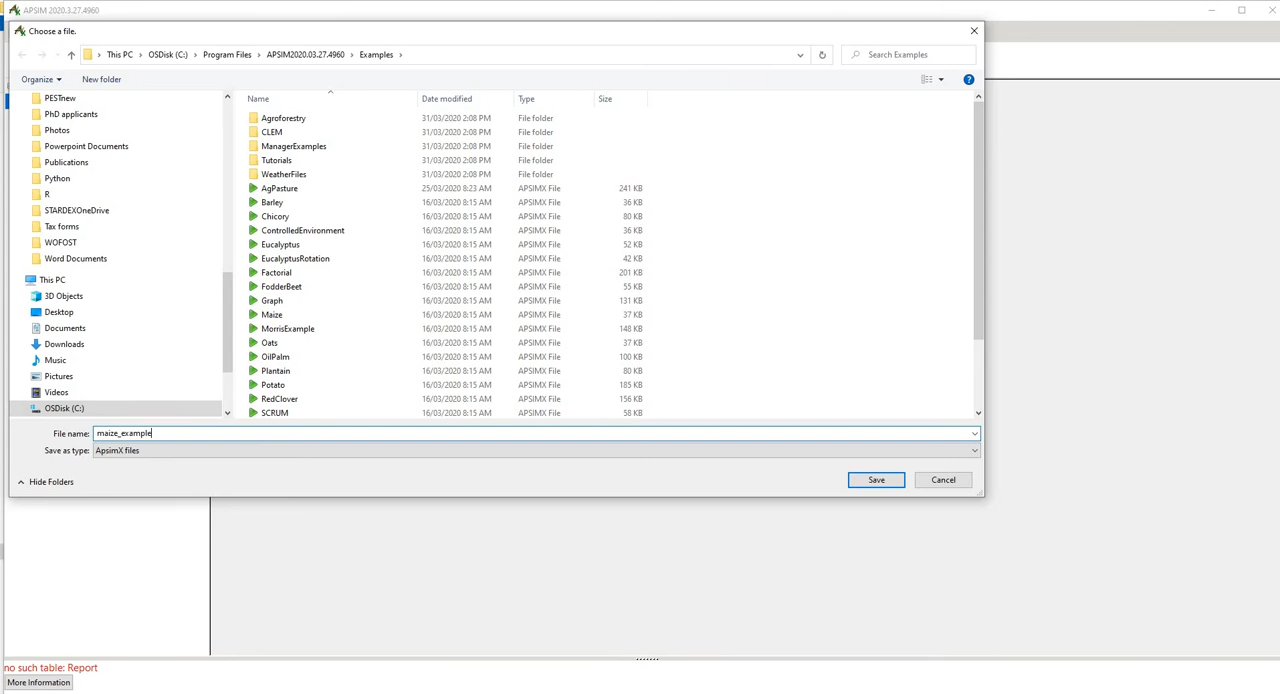 APSIM 2020.3.27.4960
Choose a file.
This PC > OSDisk (C:) > Program Files > APSIM2020.03.27.4960 > Examples >
Search Examples
Organize
New folder
Name Date modified Type Size
PESTnew
PhD applicants
Photos
Powerpoint Documents
Publications
Python
R
STARDEXOneDrive
Tax forms
WOFOST
Word Documents
This PC
3D Objects
Desktop
Documents
Downloads
Music
Pictures
Videos
OSDisk (C:)
Agroforestry 31/03/2020 2:08 PM File folder
CLEM 31/03/2020 2:08 PM File folder
ManagerExamples 31/03/2020 2:08 PM File folder
Tutorials 31/03/2020 2:08 PM File folder
WeatherFiles 31/03/2020 2:08 PM File folder
AgPasture 25/03/2020 8:23 AM APSIMX File 241 KB
Barley 16/03/2020 8:15 AM APSIMX File 36 KB
Chicory 16/03/2020 8:15 AM APSIMX File 80 KB
ControlledEnvironment 16/03/2020 8:15 AM APSIMX File 36 KB
Eucalyptus 16/03/2020 8:15 AM APSIMX File 52 KB
EucalyptusRotation 16/03/2020 8:15 AM APSIMX File 42 KB
Factorial 16/03/2020 8:15 AM APSIMX File 201 KB
FodderBeet 16/03/2020 8:15 AM APSIMX File 55 KB
Graph 16/03/2020 8:15 AM APSIMX File 131 KB
Maize 16/03/2020 8:15 AM APSIMX File 37 KB
MorrisExample 16/03/2020 8:15 AM APSIMX File 148 KB
Oats 16/03/2020 8:15 AM APSIMX File 37 KB
OilPalm 16/03/2020 8:15 AM APSIMX File 100 KB
Plantain 16/03/2020 8:15 AM APSIMX File 80 KB
Potato 16/03/2020 8:15 AM APSIMX File 185 KB
RedClover 16/03/2020 8:15 AM APSIMX File 156 KB
SCRUM 16/03/2020 8:15 AM APSIMX File 58 KB
File name: maize_example
Save as type: ApsimX files
Hide Folders
Save
Cancel
no such table: Report
More Information